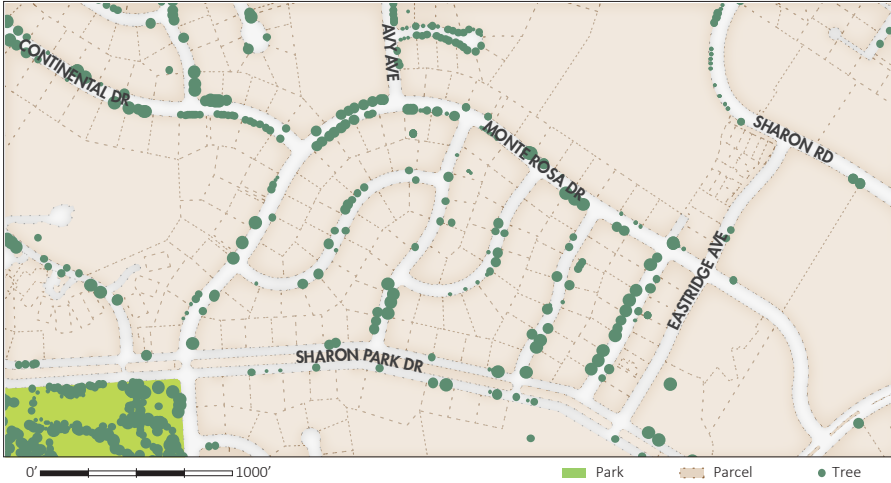 AVY AVE
CONTINENTAL DR
MONTE ROSA DR
SHARON RD
EASTRIDGE AVE
SHARON PARK DR
0' 1000' Park Parcel Tree